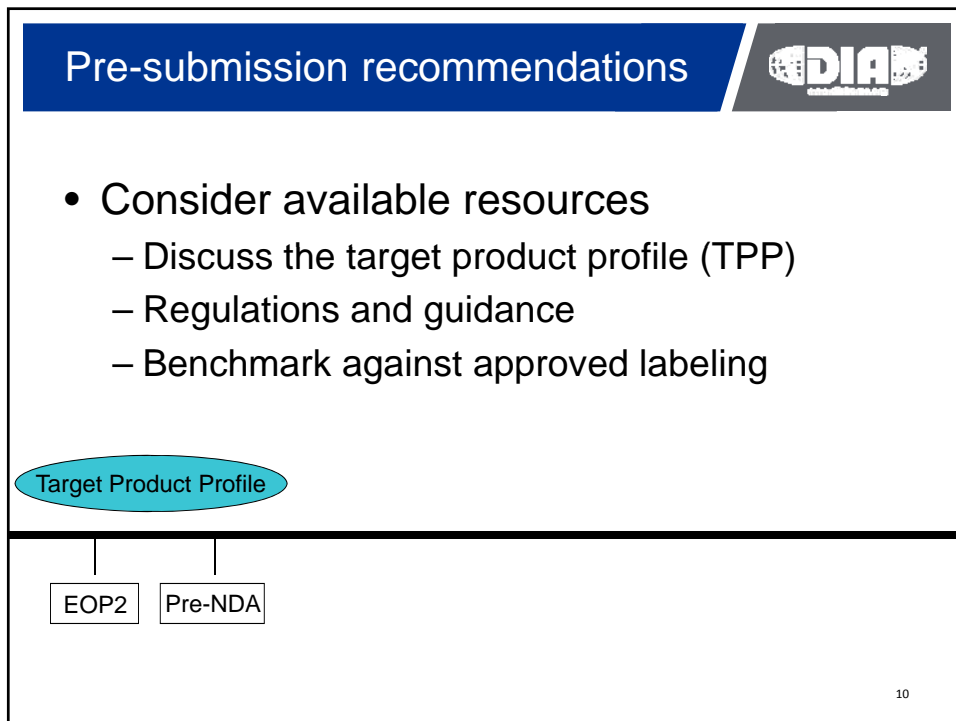 Pre-submission recommendations
DIA
• Consider available resources
– Discuss the target product profile (TPP)
– Regulations and guidance
– Benchmark against approved labeling
Target Product Profile
EOP2
Pre-NDA
10